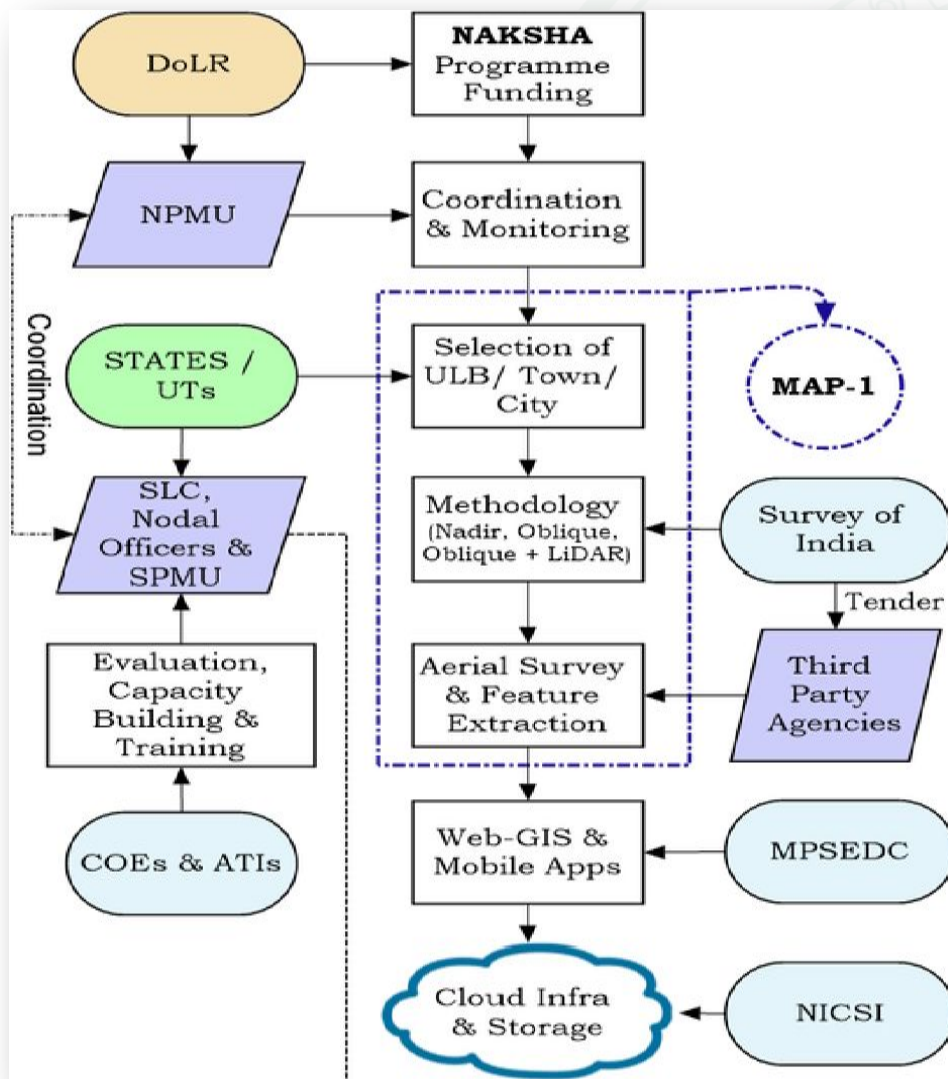 DoLR
NAKSHA
Programme
Funding
NPMU
Coordination
& Monitoring
Coordination
STATES /
UTs
Selection of
ULB/ Town/
City
MAP-1
SLC,
Nodal
Officers &
SPMU
Methodology
(Nadir, Oblique,
Oblique + LiDAR)
Survey of
India
Tender
Evaluation,
Capacity
Building &
Training
Aerial Survey
& Feature
Extraction
Third
Party
Agencies
COEs & ATIs
Web-GIS &
Mobile Apps
MPSEDC
Cloud Infra
& Storage
NICSI